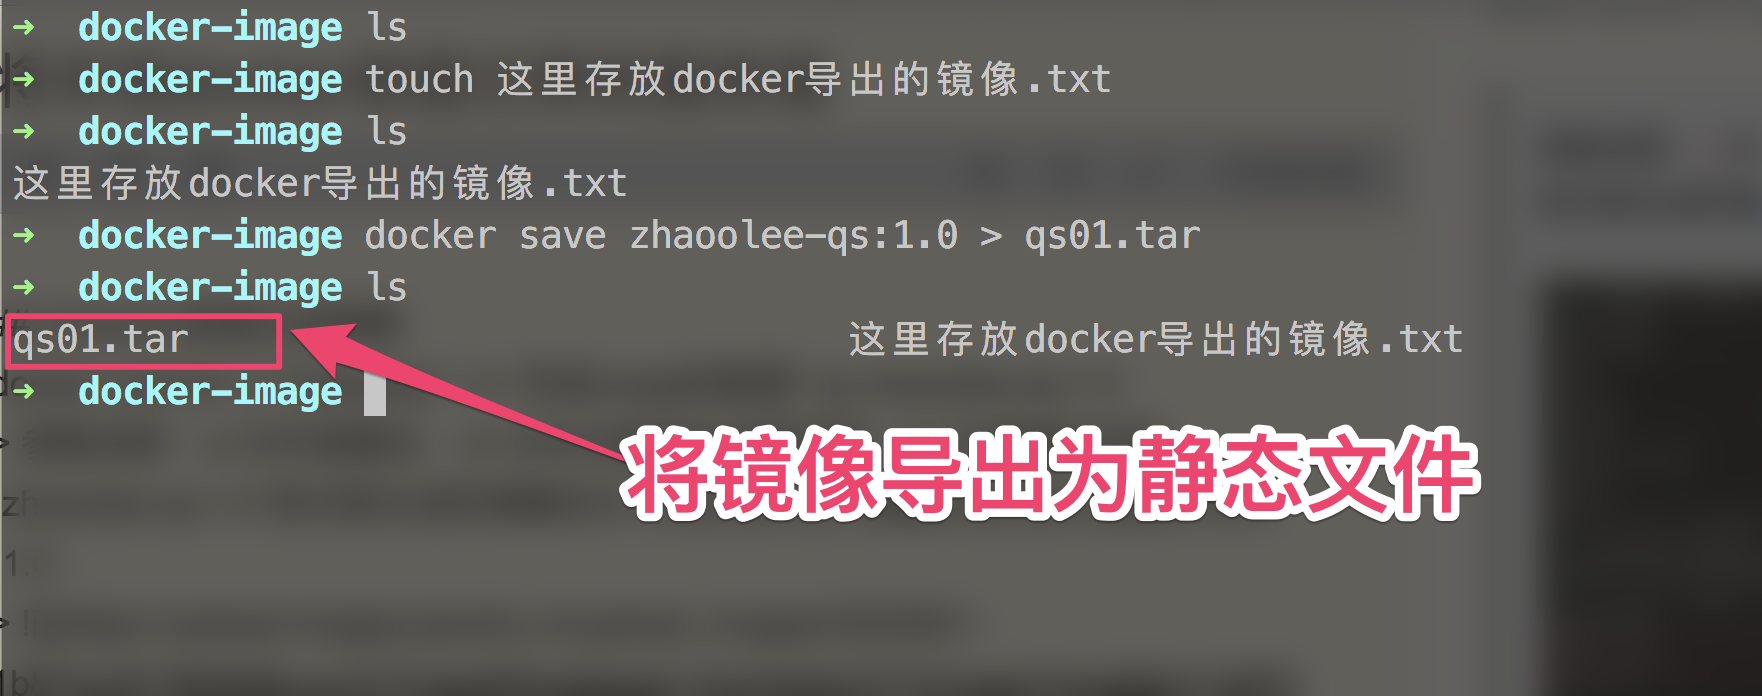 ➜ docker-image ls
➜ docker-image touch 这里存放docker导出的镜像.txt
➜ docker-image ls
这里存放docker导出的镜像.txt
➜ docker-image docker save zhaoolee-qs:1.0 > qs01.tar
➜ docker-image ls
qs01.tar 这里存放docker导出的镜像.txt
➜ docker-image
将镜像导出为静态文件